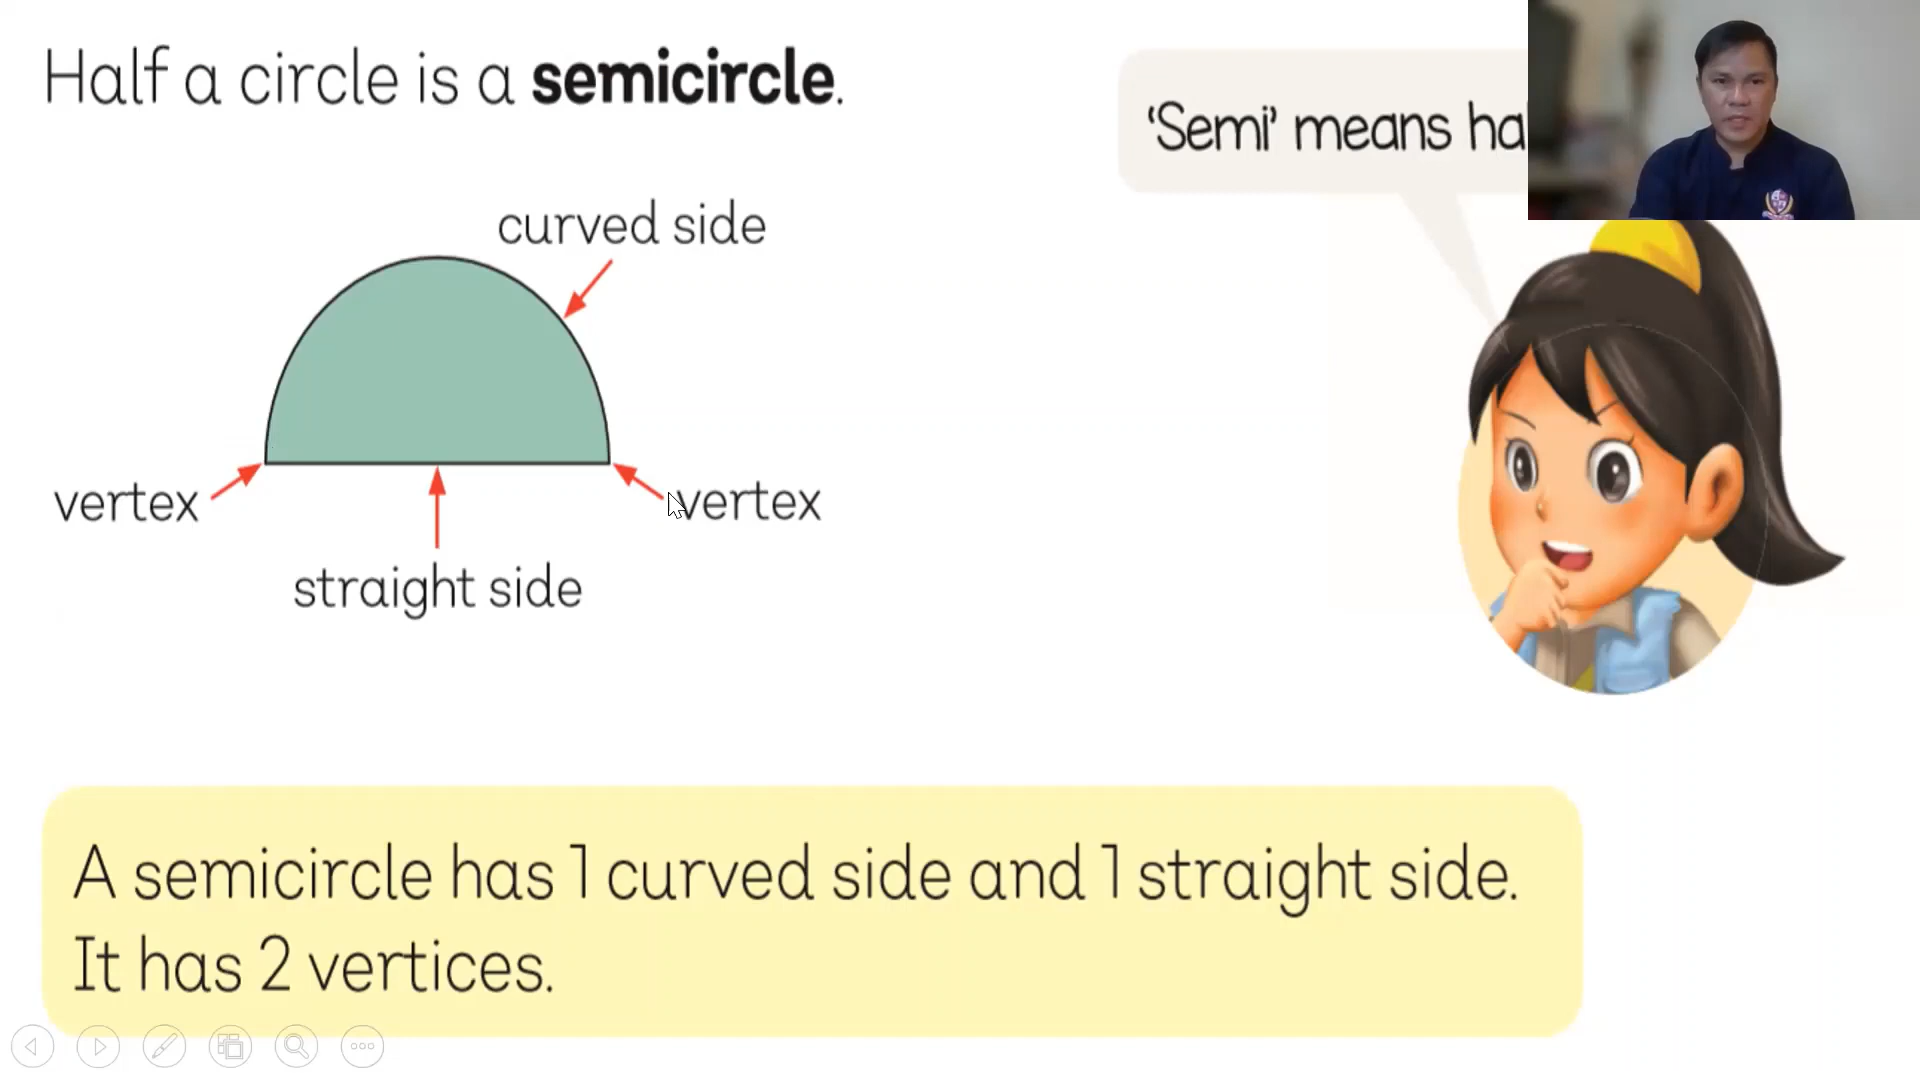 Half a circle is a semicircle.
‘Semi’ means ha
curved side
vertex
vertex
straight side
A semicircle has 1 curved side and 1 straight side.
It has 2 vertices.